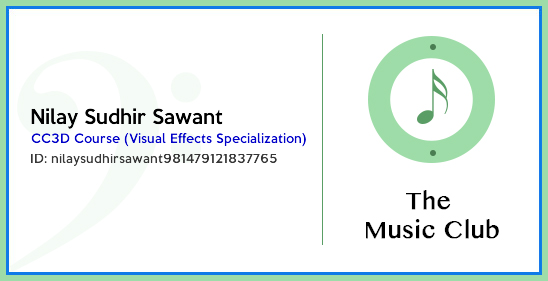 Nilay Sudhir Sawant
CC3D Course (Visual Effects Specialization)
ID: nilaysudhirsawant981479121837765
The
Music Club